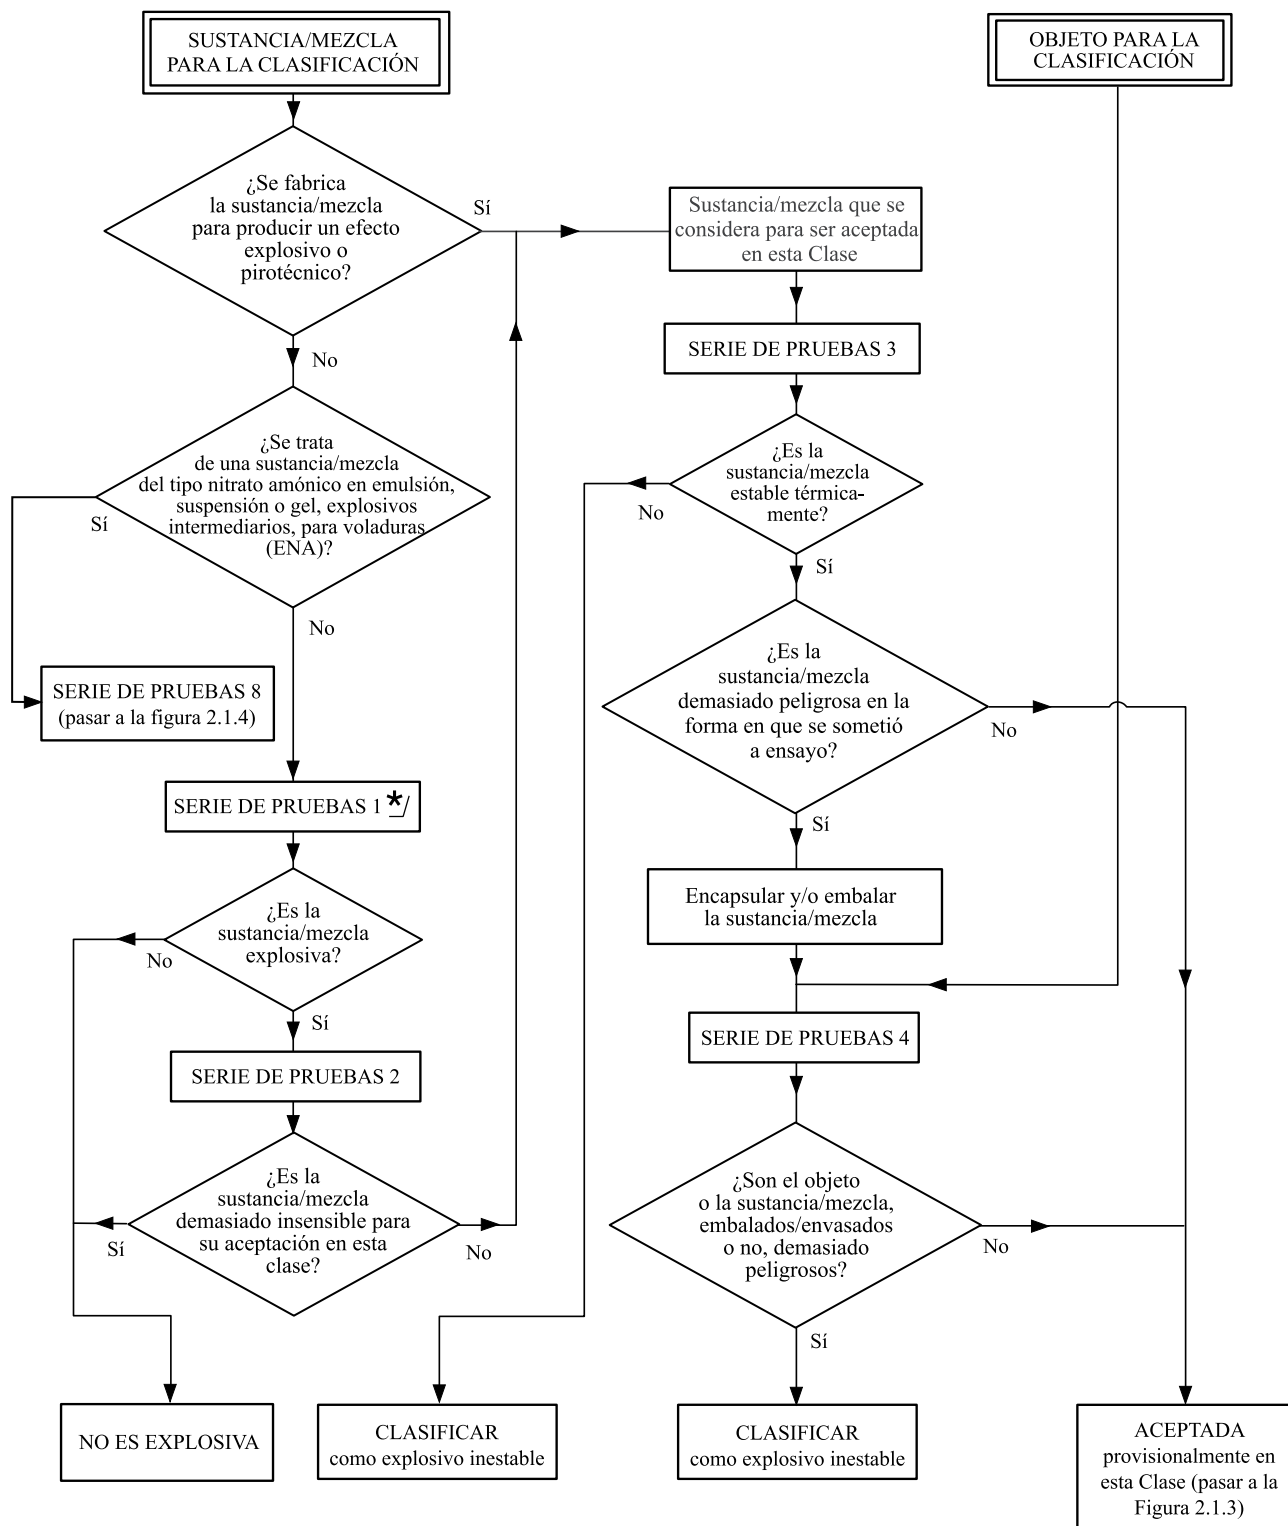 SUSTANCIA/MEZCLA
PARA LA CLASIFICACIÓN
OBJETO PARA LA
CLASIFICACIÓN
¿Se fabrica
la sustancia/mezcla
para producir un efecto
explosivo o
pirotécnico?
Sí
Sustancia/mezcla que se
considera para ser aceptada
en esta Clase
SERIE DE PRUEBAS 3
No
¿Se trata
de una sustancia/mezcla
del tipo nitrato amónico en emulsión,
suspensión o gel, explosivos
intermediarios, para voladuras
(ENA)?
Sí
No
¿Es la
sustancia/mezcla
estable térmica-
mente?
No
Sí
SERIE DE PRUEBAS 8
(pasar a la figura 2.1.4)
¿Es la
sustancia/mezcla
demasiado peligrosa en la
forma en que se sometió
a ensayo?
No
Sí
SERIE DE PRUEBAS 1 */
Encapsular y/o embalar
la sustancia/mezcla
¿Es la
sustancia/mezcla
explosiva?
No
Sí
SERIE DE PRUEBAS 2
SERIE DE PRUEBAS 4
¿Es la
sustancia/mezcla
demasiado insensible para
su aceptación en esta
clase?
Sí
No
¿Son el objeto
o la sustancia/mezcla,
embalados/envasados
o no, demasiado
peligrosos?
No
Sí
NO ES EXPLOSIVA
CLASIFICAR
como explosivo inestable
CLASIFICAR
como explosivo inestable
ACEPTADA
provisionalmente en
esta Clase (pasar a la
Figura 2.1.3)